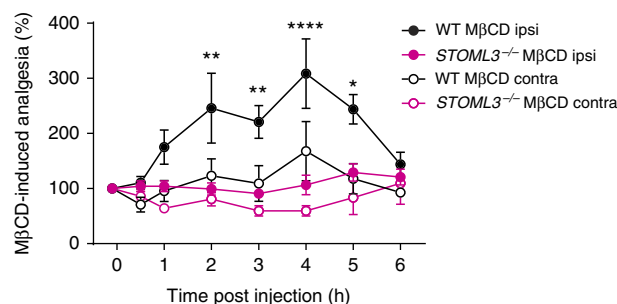 MβCD-induced analgesia (%)
400
300
200
100
0
****
**
**
*
WT MβCD ipsi
STOML3–/– MβCD ipsi
WT MβCD contra
STOML3–/– MβCD contra
0 1 2 3 4 5 6
Time post injection (h)